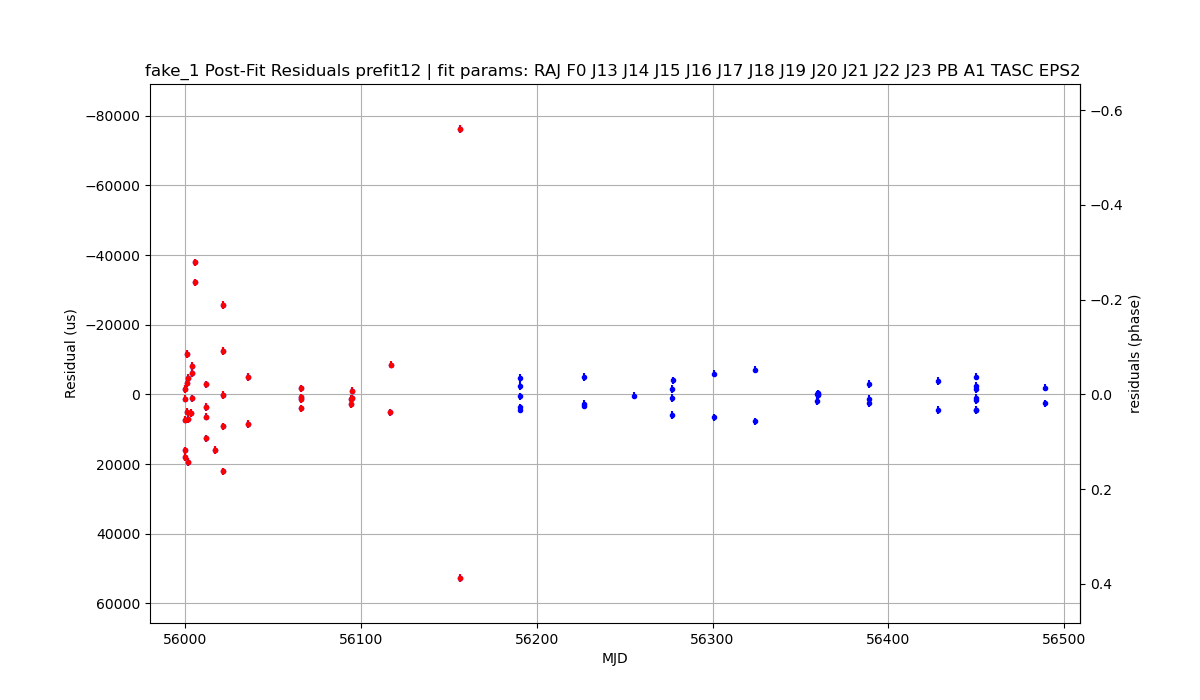 fake_1 Post-Fit Residuals prefit12 | fit params: RAJ F0 J13 J14 J15 J16 J17 J18 J19 J20 J21 J22 J23 PB A1 TASC EPS2
−80000
−60000
−40000
−20000
0
20000
40000
60000
Residual (us)
−0.6
−0.4
−0.2
0.0
0.2
0.4
residuals (phase)
56000 56100 56200 56300 56400 56500
MJD